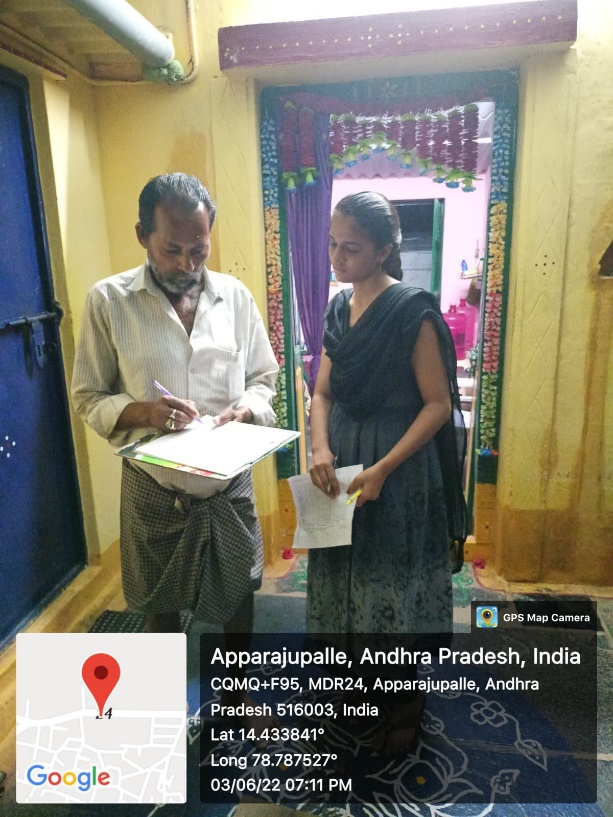 GPS Map Camera
Apparajupalle, Andhra Pradesh, India
CQMQ+F95, MDR24, Apparajupalle, Andhra
Pradesh 516003, India
Lat 14.433841°
Long 78.787527°
03/06/22 07:11 PM
Google